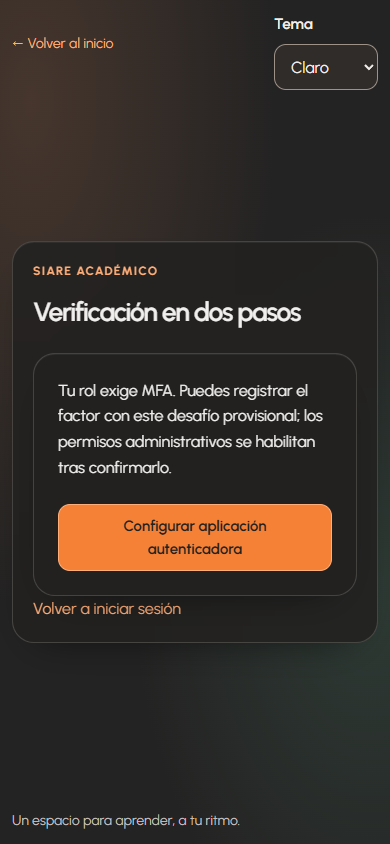 Tema
← Volver al inicio
Claro
SIARE ACADÉMICO
Verificación en dos pasos
Tu rol exige MFA. Puedes registrar el
factor con este desafío provisional; los
permisos administrativos se habilitan
tras confirmarlo.
Configurar aplicación
autenticadora
Volver a iniciar sesión
Un espacio para aprender, a tu ritmo.